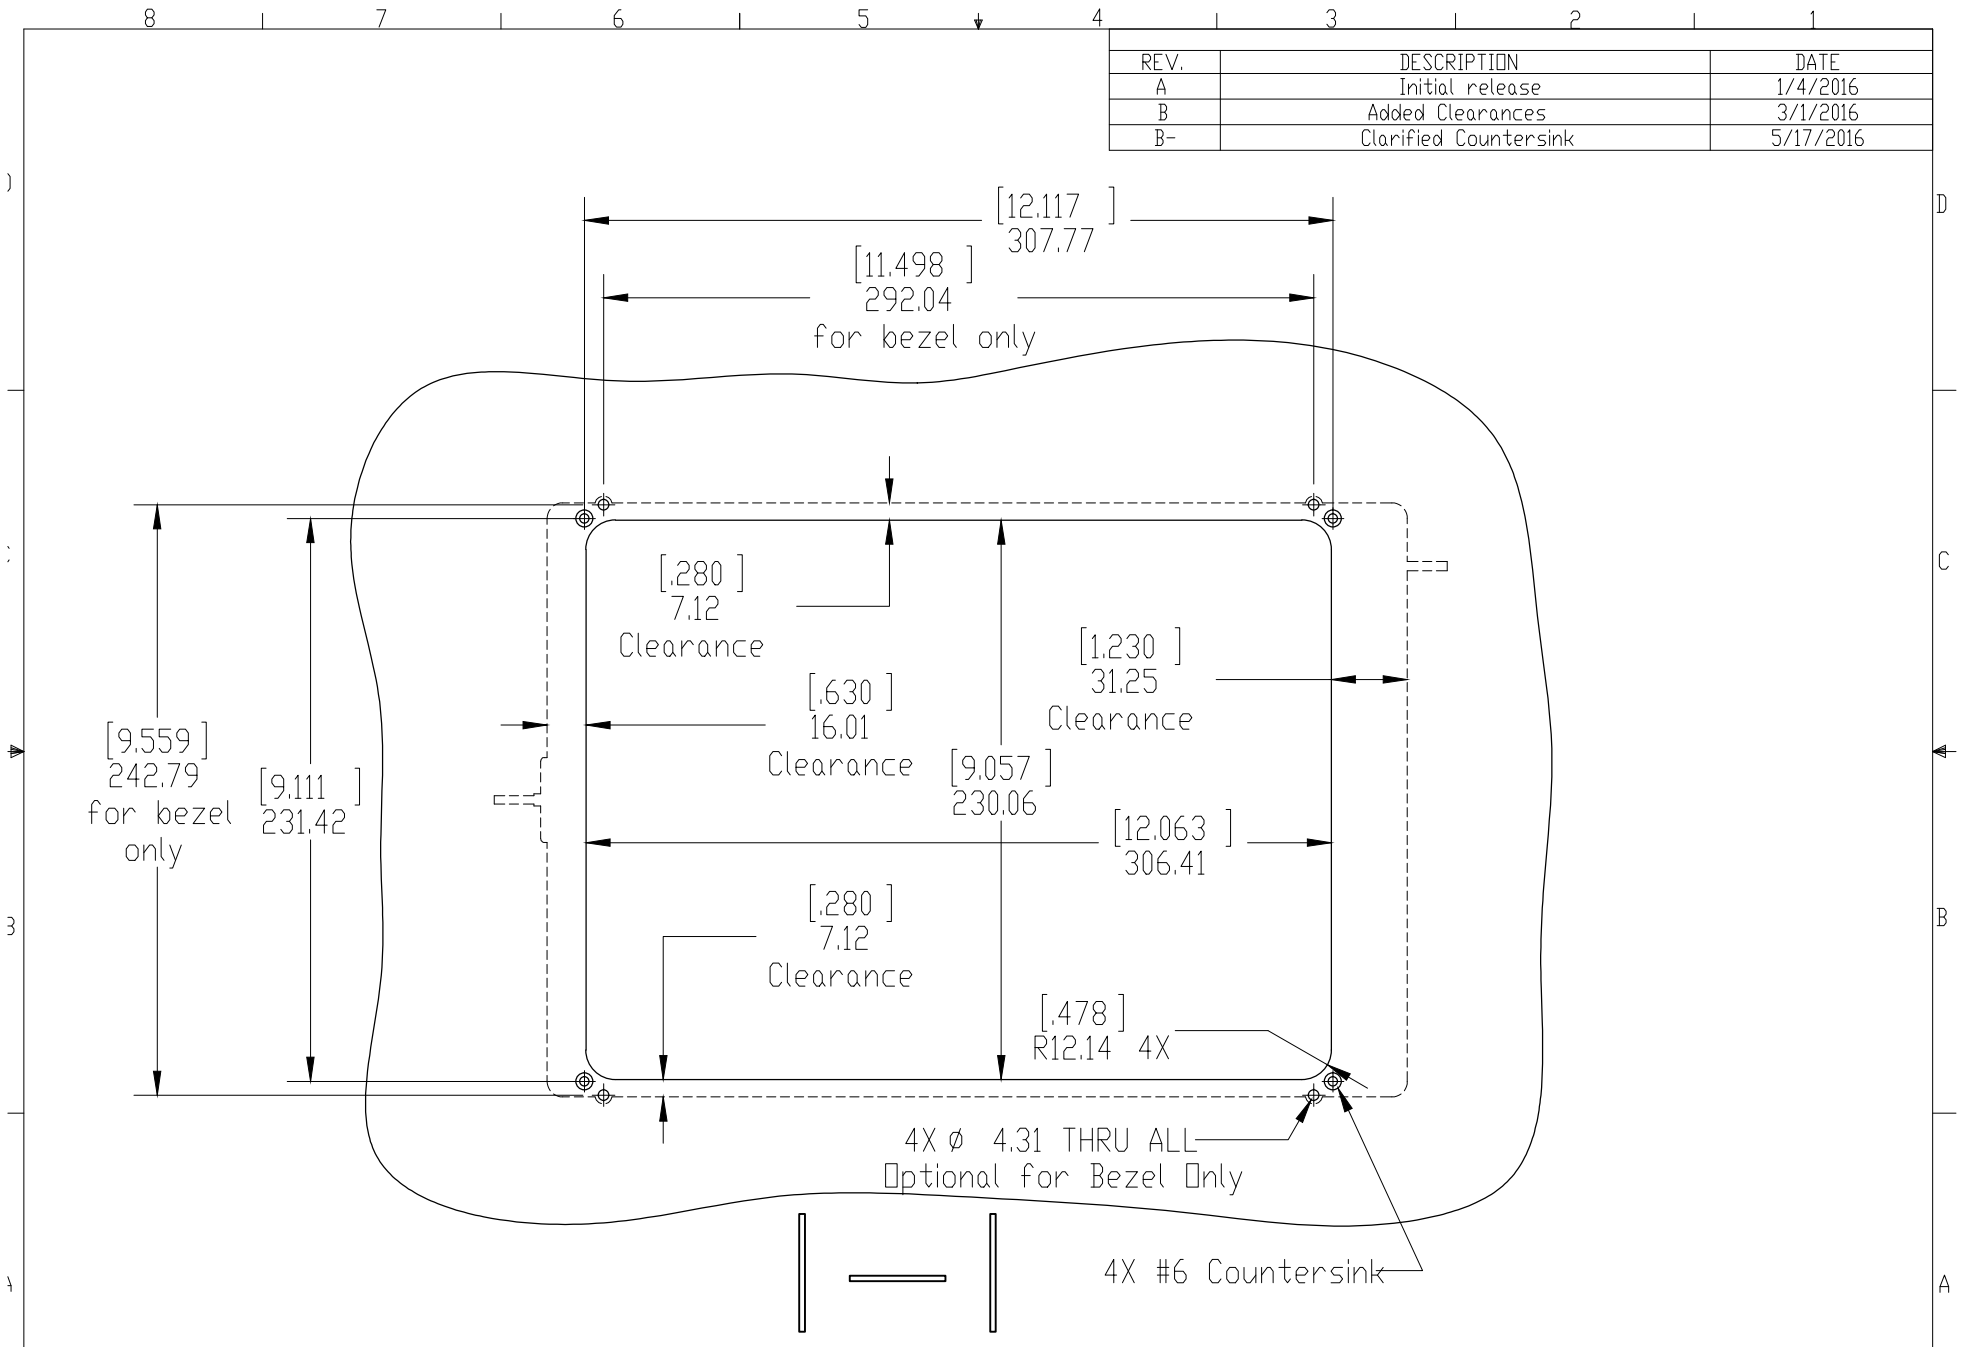 8 7 6 5 4 3 2 1
REV. DESCRIPTION DATE
A Initial release 1/4/2016
B Added Clearances 3/1/2016
B- Clarified Countersink 5/17/2016
D
[12.117 ]
307.77
[11.498 ]
292.04
for bezel only
C
[.280 ]
7.12
Clearance
[1.230 ]
31.25
Clearance
[.630 ]
16.01
Clearance
[9.559 ]
242.79
for bezel
only
[9.111 ]
231.42
[9.057 ]
230.06
[12.063 ]
306.41
[.280 ]
7.12
Clearance
B
[.478 ]
R12.14 4X
4X Ø 4.31 THRU ALL
Optional for Bezel Only
4X #6 Countersink
A